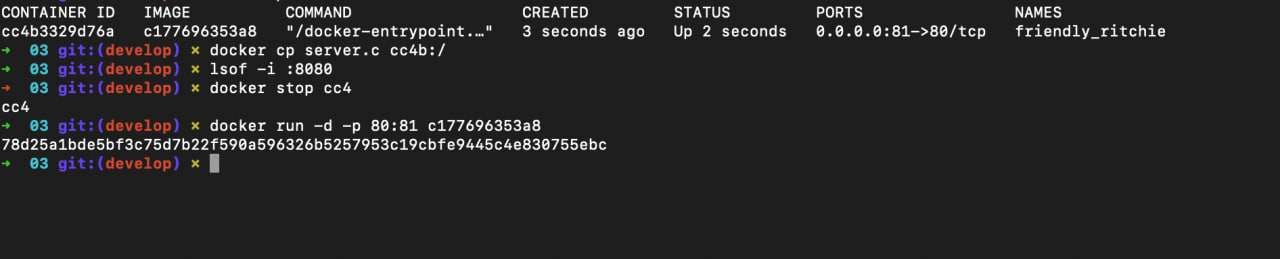 CONTAINER ID   IMAGE          COMMAND                  CREATED         STATUS         PORTS                NAMES
cc4b3329d76a   c177696353a8   "/docker-entrypoint.…"   3 seconds ago   Up 2 seconds   0.0.0.0:81->80/tcp   friendly_ritchie
➜  03 git:(develop) ✗ docker cp server.c cc4b:/
➜  03 git:(develop) ✗ lsof -i :8080
➜  03 git:(develop) ✗ docker stop cc4
cc4
➜  03 git:(develop) ✗ docker run -d -p 80:81 c177696353a8
78d25a1bde5bf3c75d7b22f590a596326b5257953c19cbfe9445c4e830755ebc
➜  03 git:(develop) ✗